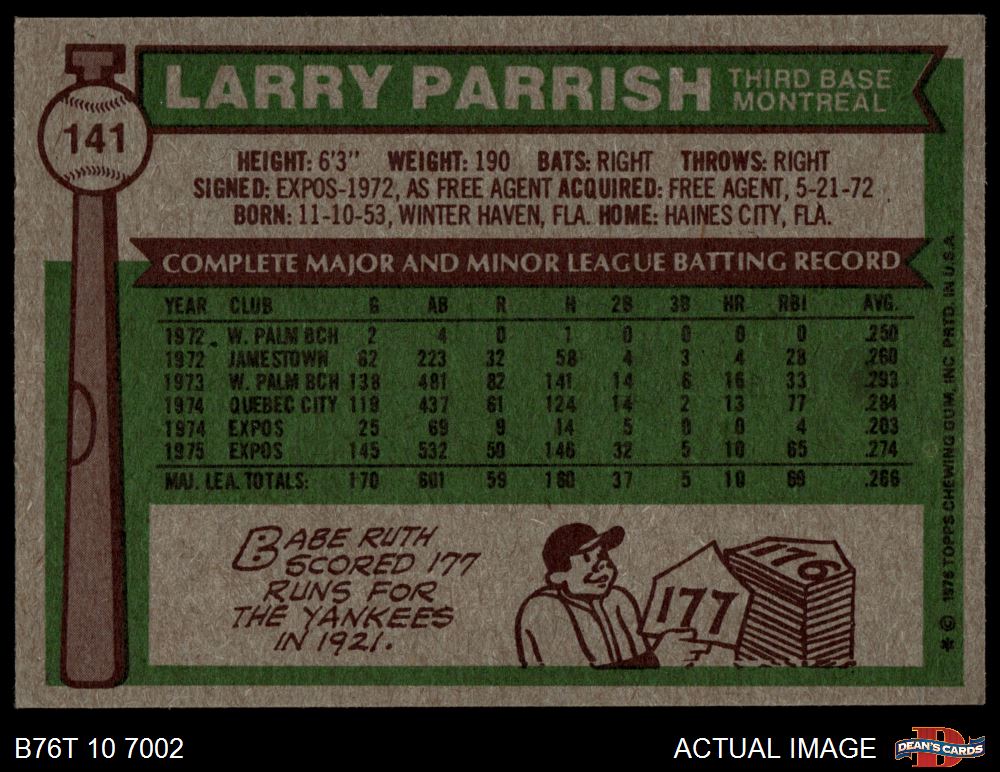 LARRY PARRISH
THIRD BASE
MONTREAL
141
HEIGHT: 6'3" WEIGHT: 190 BATS: RIGHT THROWS: RIGHT
SIGNED: EXPOS-1972, AS FREE AGENT ACQUIRED: FREE AGENT, 5-21-72
BORN: 11-10-53, WINTER HAVEN, FLA. HOME: HAINES CITY, FLA.
COMPLETE MAJOR AND MINOR LEAGUE BATTING RECORD
YEAR CLUB G AB R H 2B 3B HR RBI AVG.
1972 W. PALM BCH 2 4 0 1 0 0 0 0 .250
1972 JAMESTOWN 62 223 32 58 4 3 4 28 .260
1973 W. PALM BCH 138 481 82 141 14 6 16 33 .293
1974 QUEBEC CITY 119 437 61 124 14 2 13 77 .284
1974 EXPOS 25 69 9 14 5 0 0 4 .203
1975 EXPOS 145 532 50 146 32 5 10 65 .274
MAJ. LEA. TOTALS: 170 601 59 160 37 5 10 69 .266
BABE RUTH
SCORED 177
RUNS FOR
THE YANKEES
IN 1921.
177
176
* © 1976 TOPPS CHEWING GUM, INC. PRTD. IN U.S.A.
B76T 10 7002
ACTUAL IMAGE
D
DEAN'S CARDS